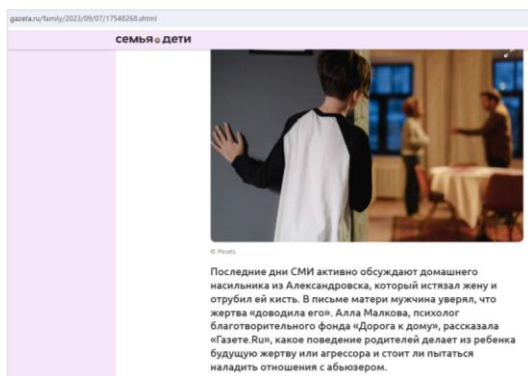 gazeta.ru/family/2023/09/07/17548268.shtml
семья и дети
© Pexels
Последние дни СМИ активно обсуждают домашнего
насильника из Александровска, который истязал жену и
отрубил ей кисть. В письме матери мужчина уверял, что
жертва «доводила его». Алла Малкова, психолог
благотворительного фонда «Дорога к дому», рассказала
«Газете.Ru», какое поведение родителей делает из ребенка
будущую жертву или агрессора и стоит ли пытаться
наладить отношения с абьюзером.